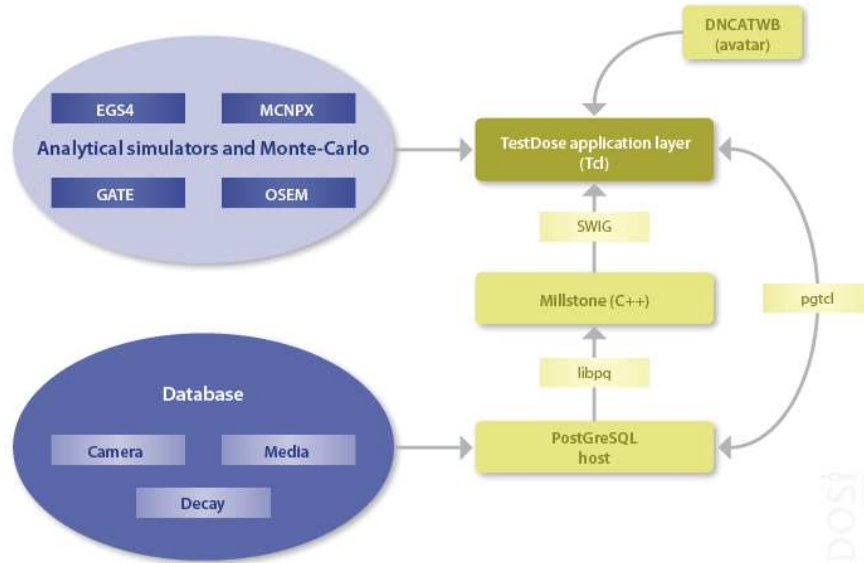 DNCATWB
(avatar)
EGS4
MCNPX
Analytical simulators and Monte-Carlo
GATE
OSEM
TestDose application layer
(Tcl)
SWIG
Millstone (C++)
pgtcl
libpq
Database
Camera
Media
Decay
PostGreSQL
host
DOSI